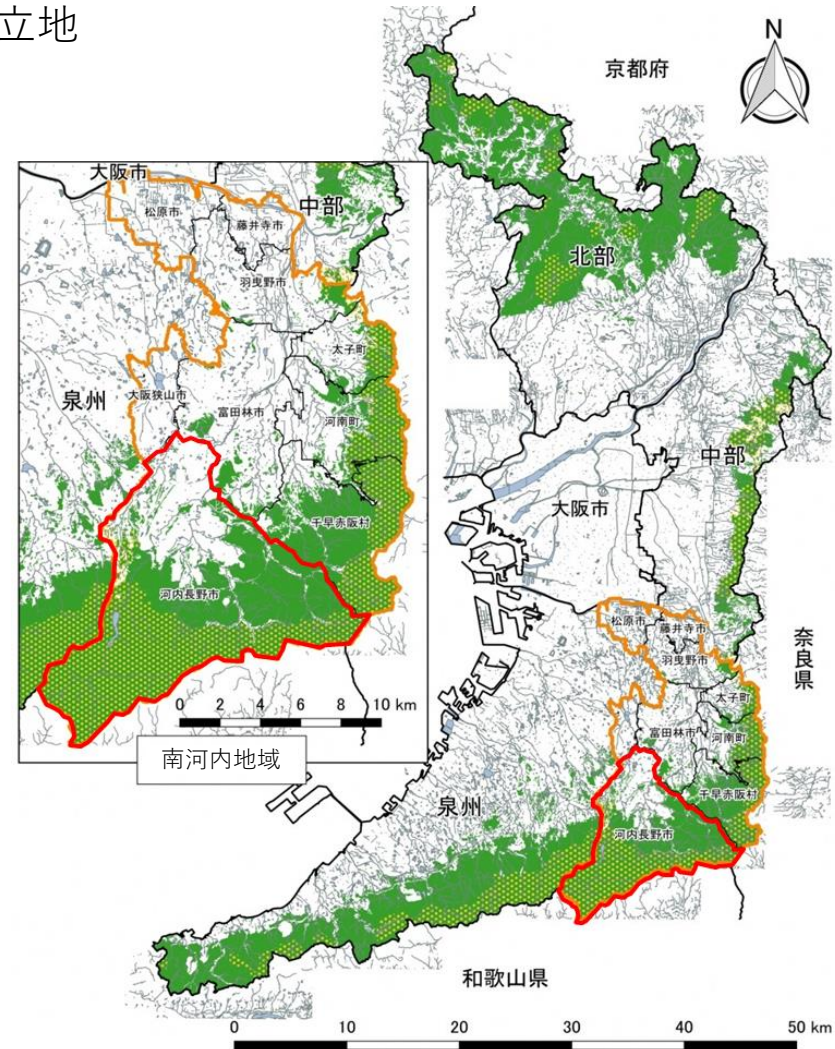 立地
N
京都府
大阪市
松原市
藤井寺市
中部
羽曳野市
太子町
泉州
大阪狭山市
富田林市
河南町
千早赤阪村
河内長野市
0 2 4 6 8 10 km
南河内地域
北部
中部
大阪市
奈良県
松原市
藤井寺市
羽曳野市
太子町
富田林市
河南町
千早赤阪村
泉州
河内長野市
和歌山県
0 10 20 30 40 50 km